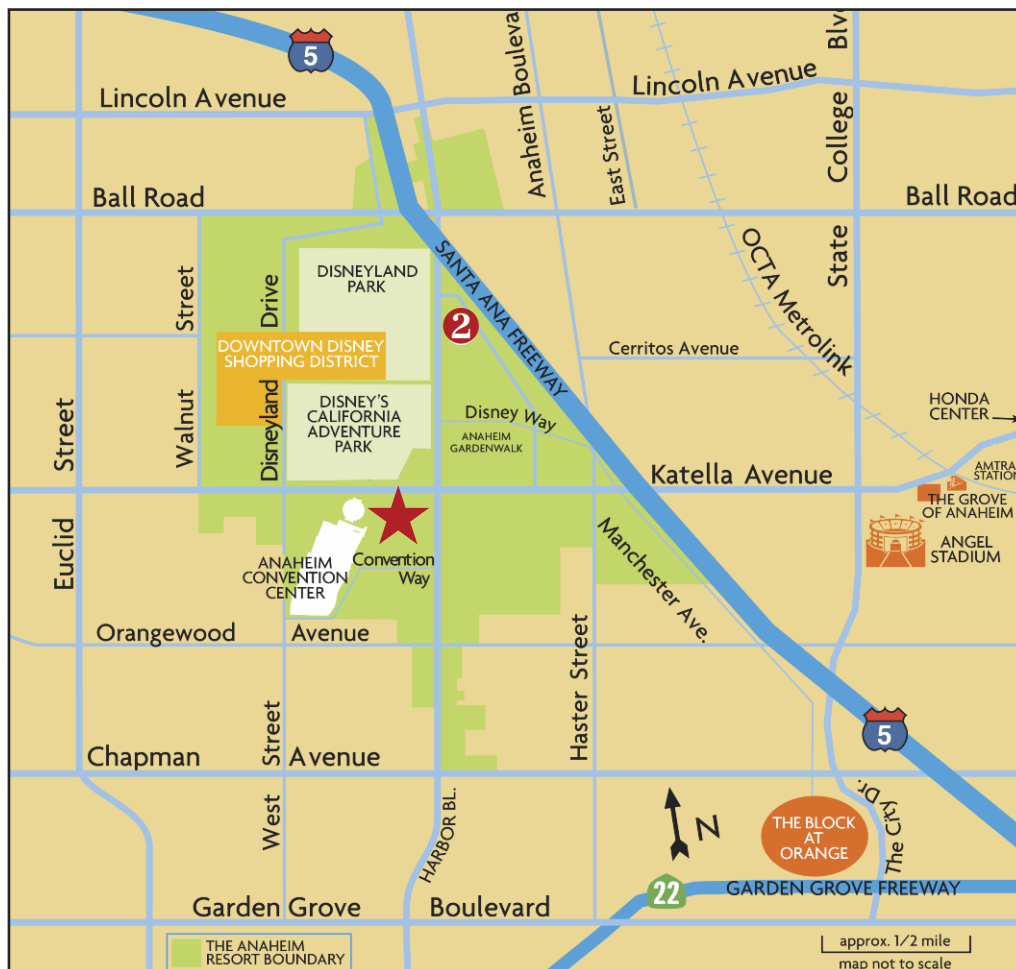 5
Lincoln Avenue
Anaheim Boulevar
East Street
Lincoln Avenue
College Blv
State
Ball Road
Ball Road
SANTA ANA FREEWAY
OCTA Metrolink
DISNEYLAND
PARK
2
Walnut Street
Disneyland Drive
DOWNTOWN DISNEY
SHOPPING DISTRICT
Cerritos Avenue
DISNEY'S
CALIFORNIA
ADVENTURE
PARK
Disney Way
ANAHEIM
GARDENWALK
HONDA
CENTER
Euclid Street
Katella Avenue
AMTRA
STATION
THE GROVE
OF ANAHEIM
ANGEL
STADIUM
ANAHEIM
CONVENTION
CENTER
Convention
Way
Manchester Ave.
Orangewood Avenue
Haster Street
West Street
5
Chapman Avenue
HARBOR BL.
N
The City Dr.
THE BLOCK
AT
ORANGE
22
GARDEN GROVE FREEWAY
Garden Grove Boulevard
THE ANAHEIM
RESORT BOUNDARY
approx. 1/2 mile
map not to scale